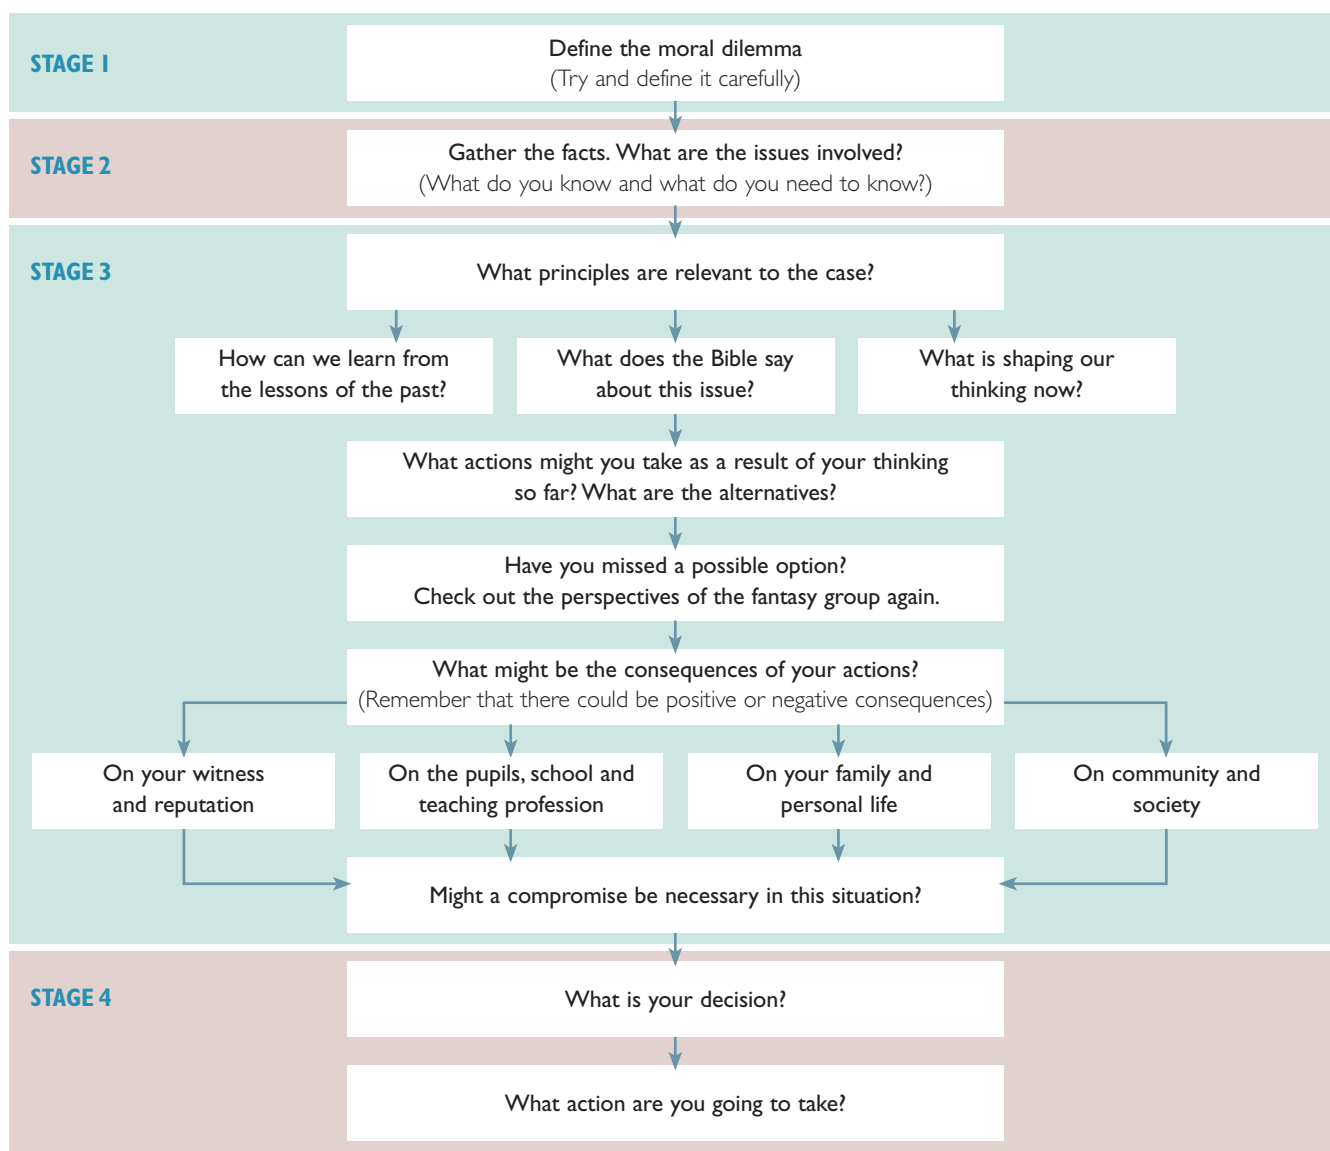 STAGE 1
Define the moral dilemma
(Try and define it carefully)
STAGE 2
Gather the facts. What are the issues involved?
(What do you know and what do you need to know?)
STAGE 3
What principles are relevant to the case?
How can we learn from
the lessons of the past?
What does the Bible say
about this issue?
What is shaping our
thinking now?
What actions might you take as a result of your thinking
so far? What are the alternatives?
Have you missed a possible option?
Check out the perspectives of the fantasy group again.
What might be the consequences of your actions?
(Remember that there could be positive or negative consequences)
On your witness
and reputation
On the pupils, school and
teaching profession
On your family and
personal life
On community and
society
Might a compromise be necessary in this situation?
STAGE 4
What is your decision?
What action are you going to take?